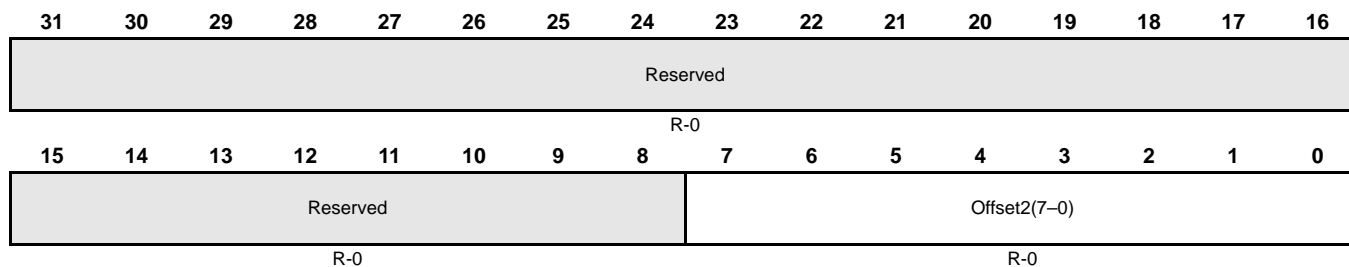 31 30 29 28 27 26 25 24 23 22 21 20 19 18 17 16
Reserved
R-0
15 14 13 12 11 10 9 8 7 6 5 4 3 2 1 0
Reserved Offset2(7–0)
R-0 R-0